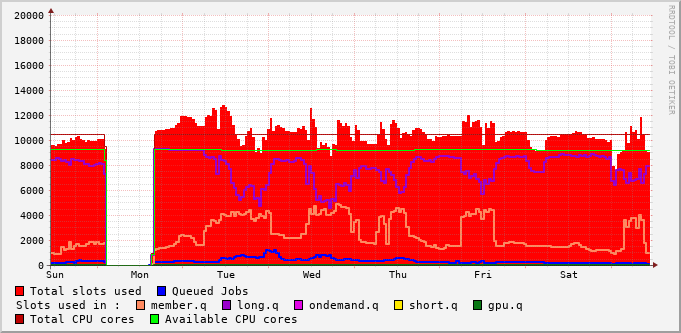 RRDTOOL / TOBI OETIKER
20000
18000
16000
14000
12000
10000
8000
6000
4000
2000
0
Sun Mon Tue Wed Thu Fri Sat
Total slots used Queued Jobs
Slots used in : member.q long.q ondemand.q short.q gpu.q
Total CPU cores Available CPU cores